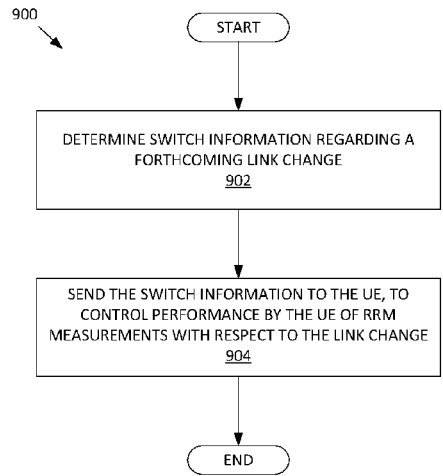 900
START
DETERMINE SWITCH INFORMATION REGARDING A
FORTHCOMING LINK CHANGE
902
SEND THE SWITCH INFORMATION TO THE UE, TO
CONTROL PERFORMANCE BY THE UE OF RRM
MEASUREMENTS WITH RESPECT TO THE LINK CHANGE
904
END